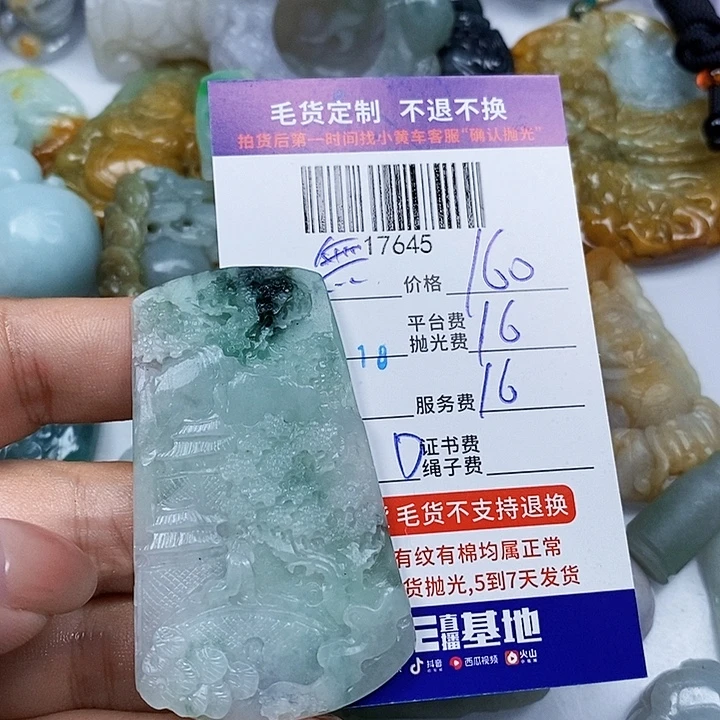 毛货定制 不退不换
拍货后第一时间找小黄车客服“确认抛光”
17645
价格 160
平台费
抛光费 16
18
服务费 16
证书费
绳子费
毛货不支持退换
有纹有棉均属正常
货抛光,5到7天发货
直播基地
抖音 西瓜视频 火山